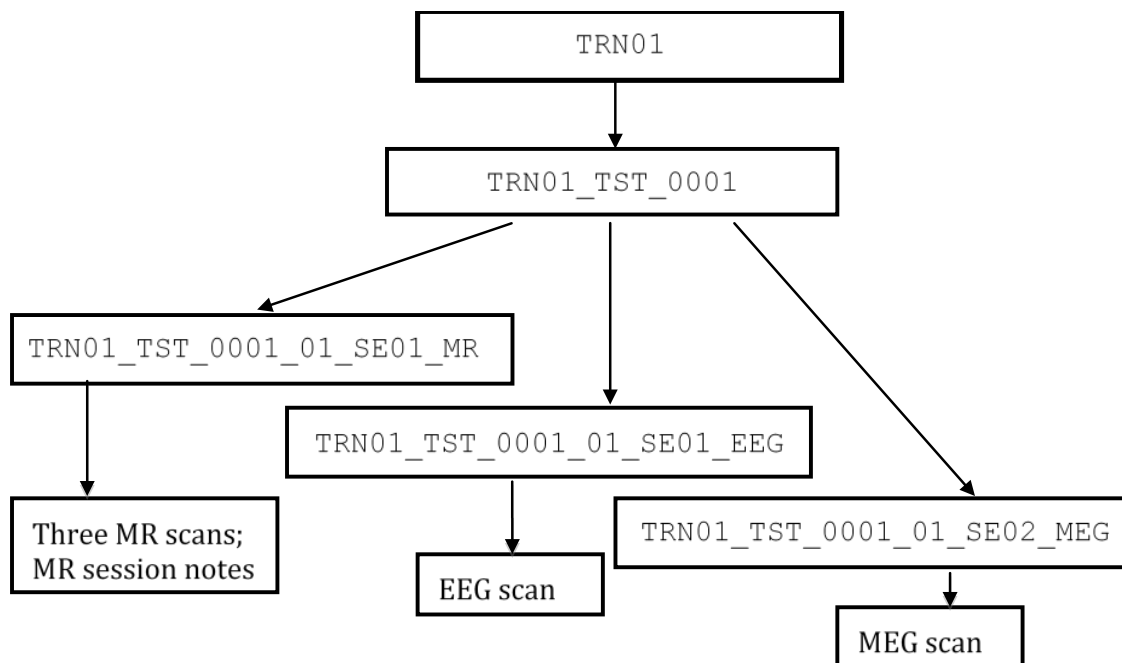 TRN01
TRN01_TST_0001
TRN01_TST_0001_01_SE01_MR
TRN01_TST_0001_01_SE01_EEG
Three MR scans;
MR session notes
TRN01_TST_0001_01_SE02_MEG
EEG scan
MEG scan